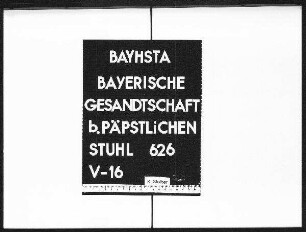 BAYHSTA
BAYERISCHE
GESANDTSCHAFT
b. PÄPSTLiCHEN
STUHL 626
V-16